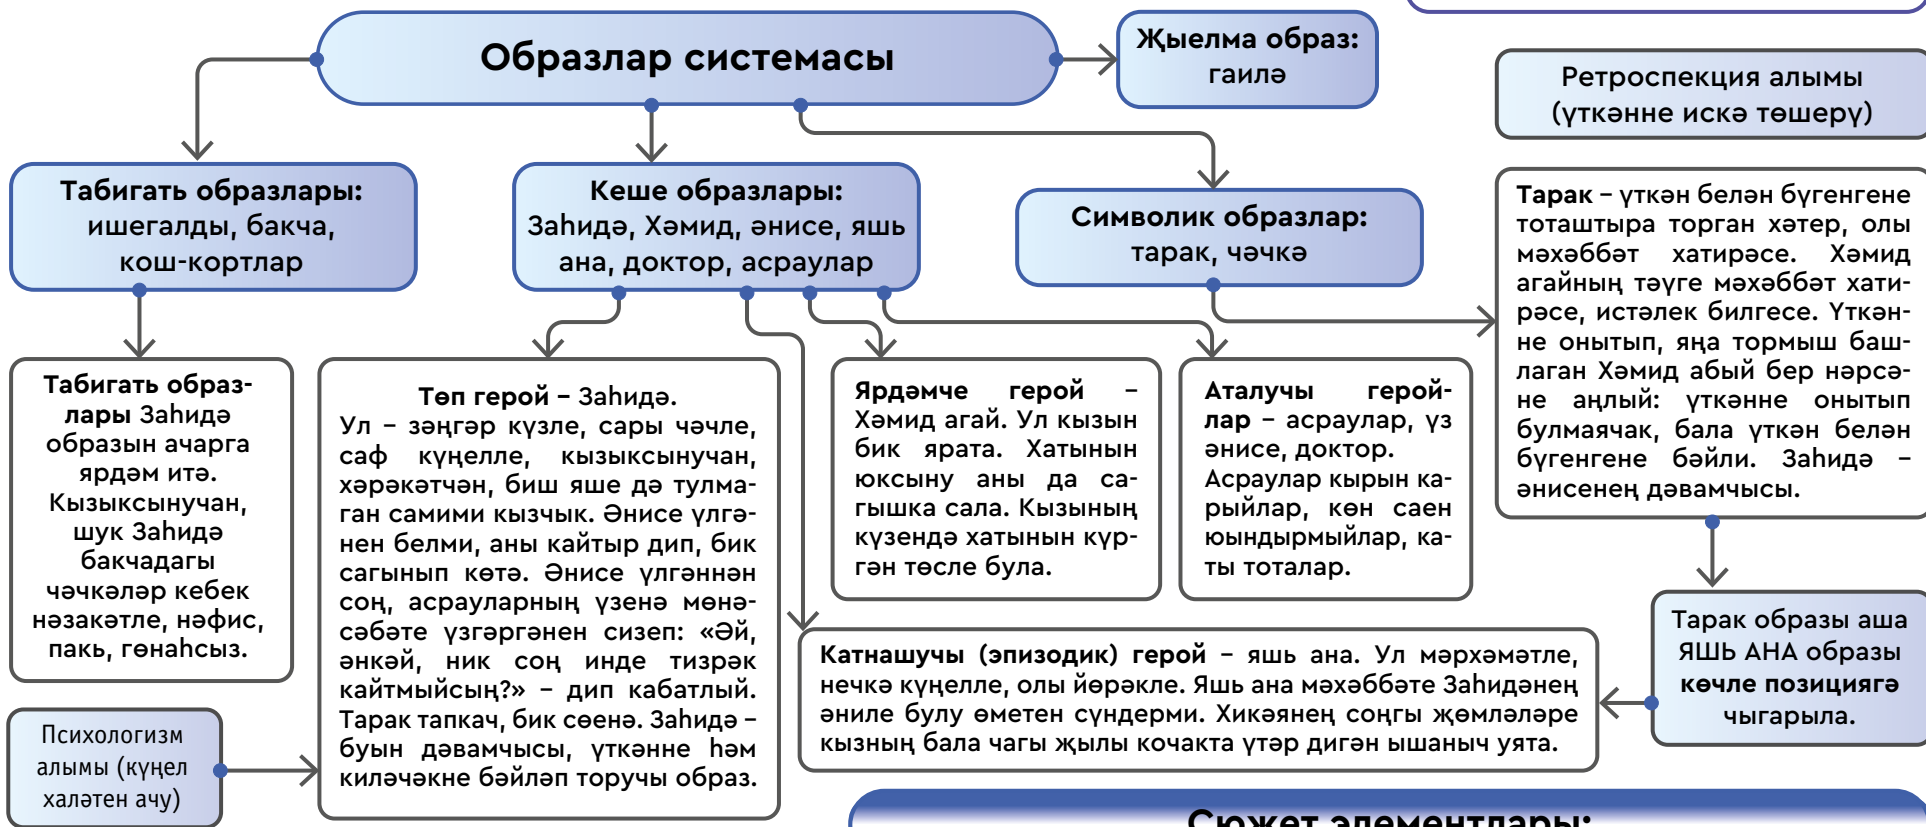 Образлар системасы
Җыелма образ:
гаилә
Ретроспекция алымы
(үткәнне искә төшерү)
Табигать образлары:
ишегалды, бакча,
кош-кортлар
Кеше образлары:
Заһидә, Хәмид, әнисе, яшь
ана, доктор, асраулар
Символик образлар:
тарак, чәчкә
Тарак – үткән белән бүгенгене
тоташтыра торган хәтер, олы
мәхәббәт хатирәсе. Хәмид
агайның тәүге мәхәббәт хати-
рәсе, истәлек билгесе. Үткән-
не онытып, яңа тормыш баш-
лаган Хәмид абый бер нәрсә-
не аңлый: үткәнне онытып
булмаячак, бала үткән белән
бүгенгене бәйли. Заһидә –
әнисенең дәвамчысы.
Табигать образ-
лары Заһидә
образын ачарга
ярдәм итә.
Кызыксынучан,
шук Заһидә
бакчадагы
чәчкәләр кебек
нәзакәтле, нәфис,
пакь, гөнаһсыз.
Төп герой – Заһидә.
Ул – зәңгәр күзле, сары чәчле,
саф күңелле, кызыксынучан,
хәрәкәтчән, биш яше дә тулма-
ган самими кызчык. Әнисе үлгә-
нен белми, аны кайтыр дип, бик
сагынып көтә. Әнисе үлгәннән
соң, асрауларның үзенә мөнә-
сәбәте үзгәргәнен сизеп: «Әй,
әнкәй, ник соң инде тизрәк
кайтмыйсың?» – дип кабатлый.
Тарак тапкач, бик сөенә. Заһидә –
буын дәвамчысы, үткәнне һәм
киләчәкне бәйләп торучы образ.
Ярдәмче герой –
Хәмид агай. Ул кызын
бик ярата. Хатынын
юксыну аны да са-
гышка сала. Кызының
күзендә хатынын күр-
гән төсле була.
Аталучы герой-
лар – асраулар, үз
әнисе, доктор.
Асраулар кырын ка-
рыйлар, көн саен
юындырмыйлар, ка-
ты тоталар.
Катнашучы (эпизодик) герой – яшь ана. Ул мәрхәмәтле,
нечкә күңелле, олы йөрәкле. Яшь ана мәхәббәте Заһидәнең
әниле булу өметен сүндерми. Хикәянең соңгы җөмләләре
кызның бала чагы җылы кочакта үтәр дигән ышаныч уята.
Тарак образы аша
ЯШЬ АНА образы
көчле позициягә
чыгарыла.
Психологизм
алымы (күңел
халәтен ачу)
Сюжет элементлары: